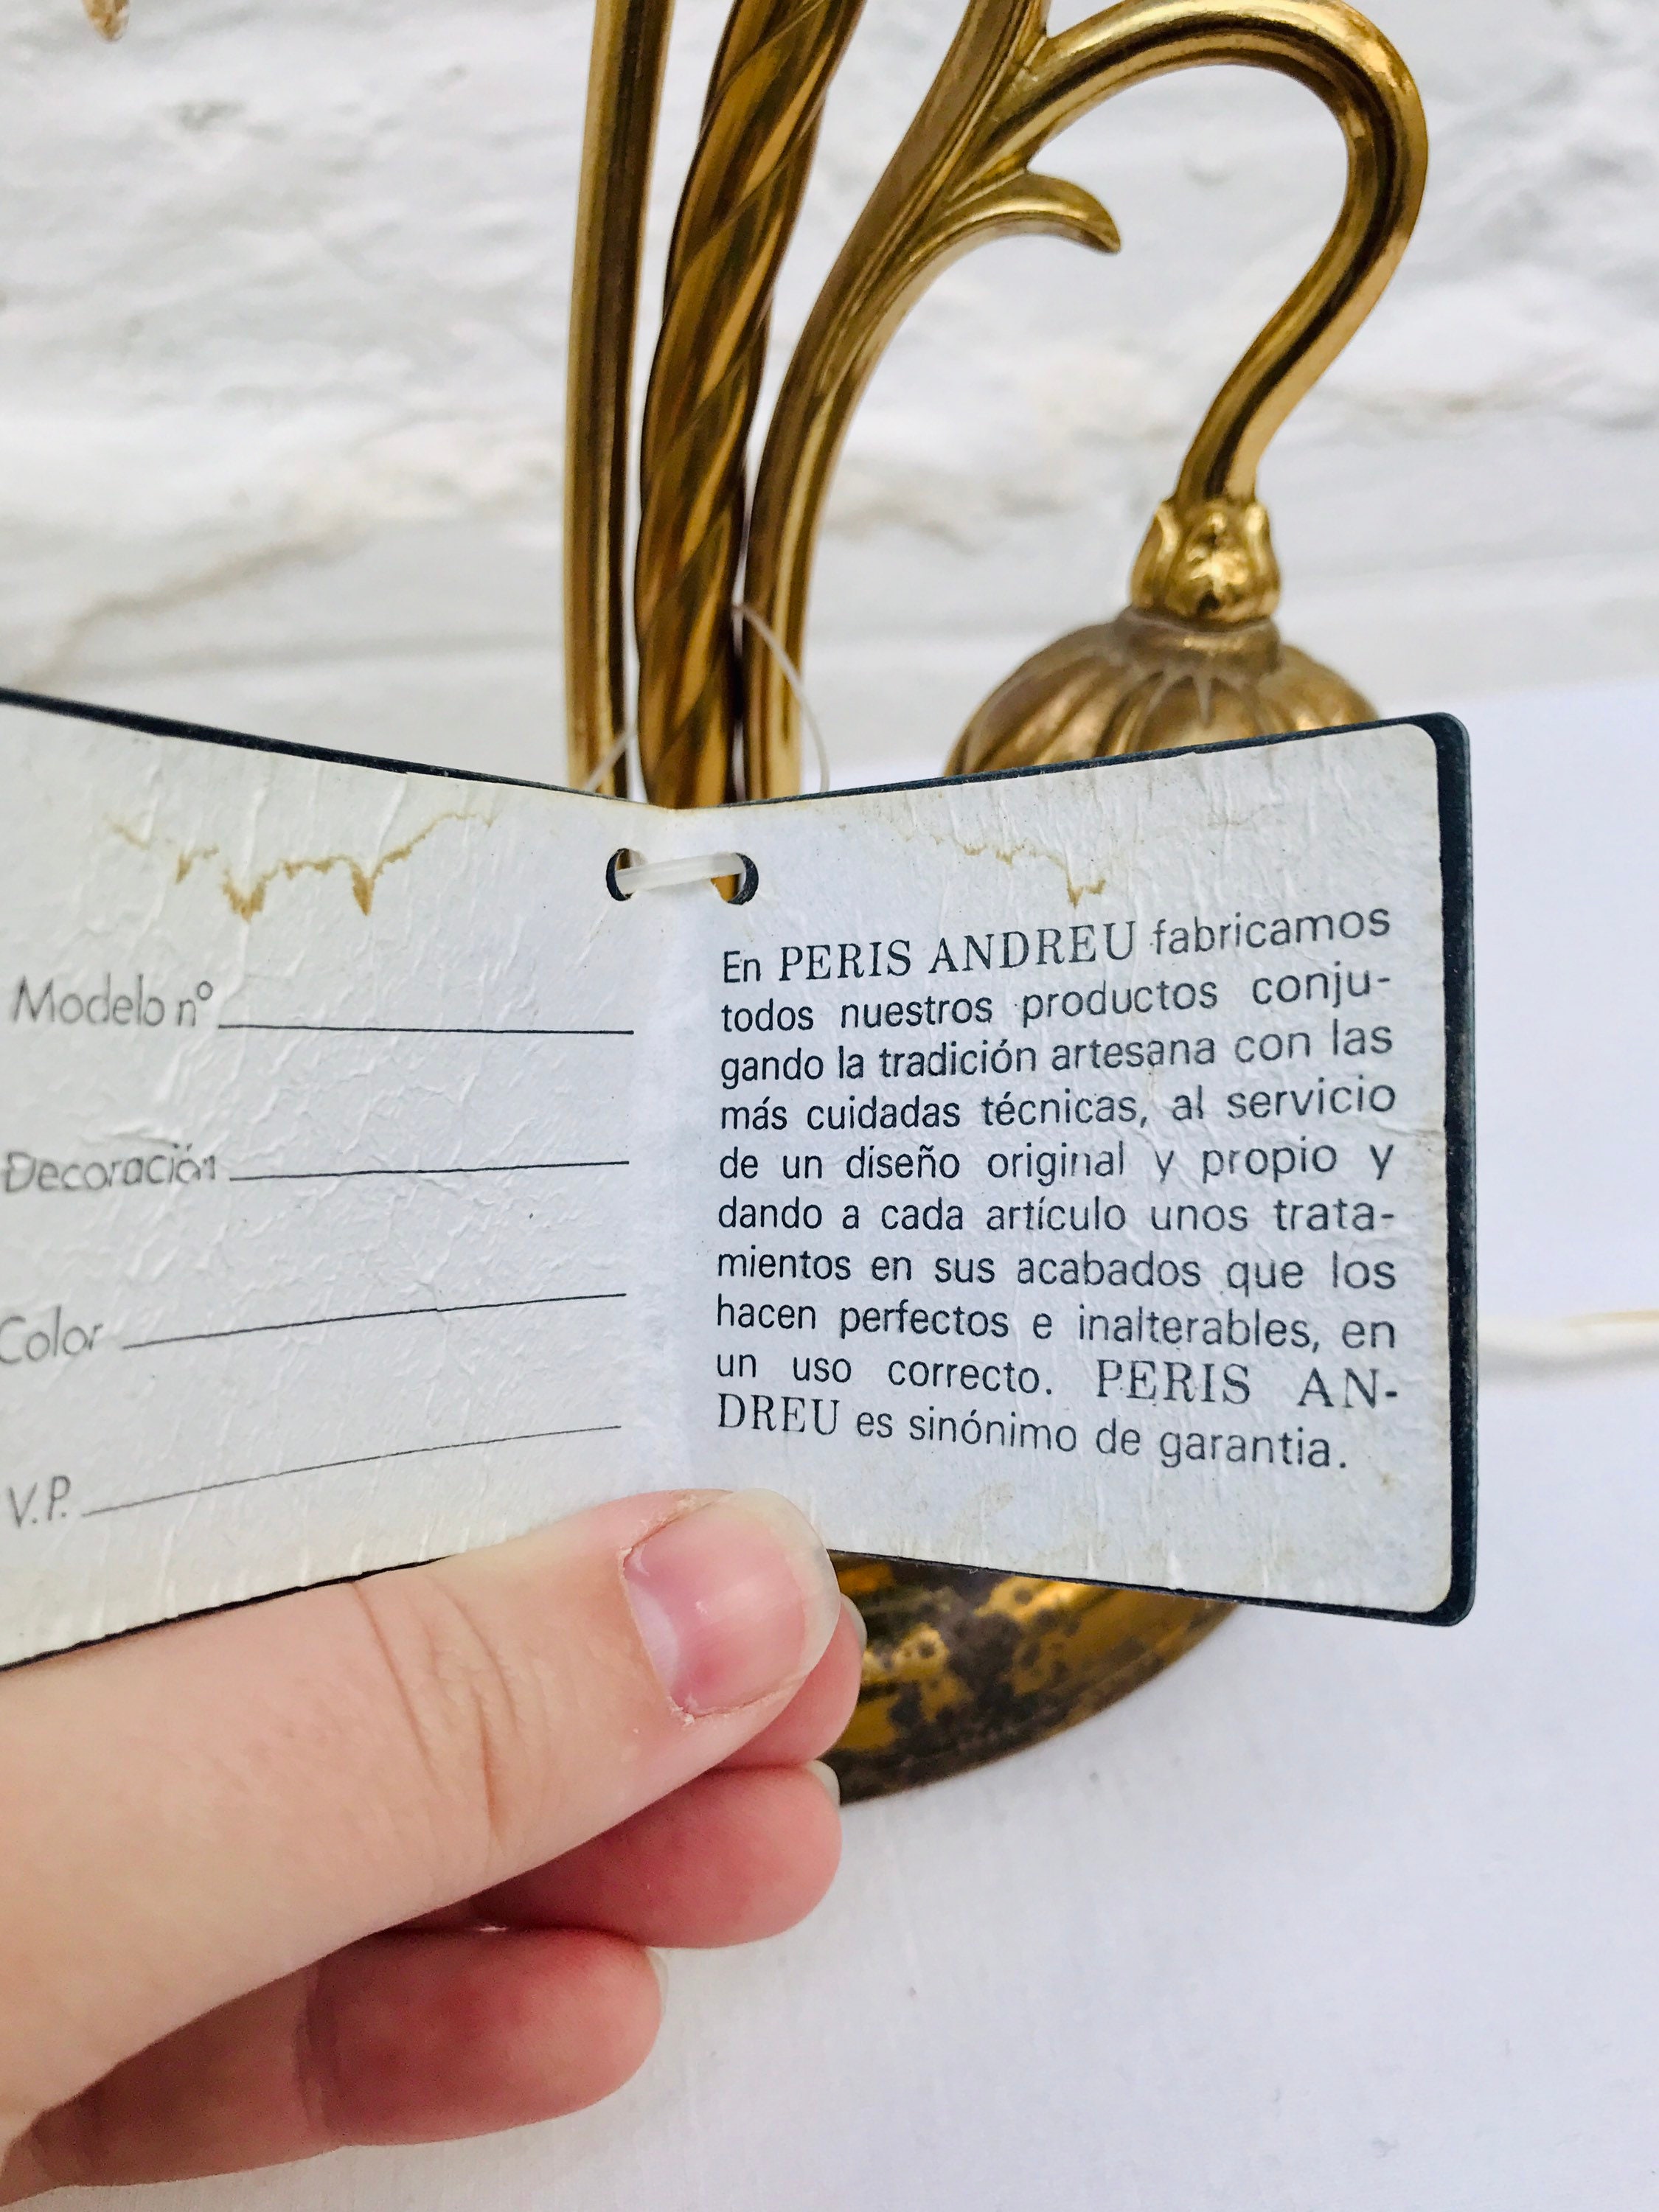 Modelo nº
Decoración
Color
V.P.
En PERIS ANDREU fabricamos
todos nuestros productos conju-
gando la tradición artesana con las
más cuidadas técnicas, al servicio
de un diseño original y propio y
dando a cada artículo unos trata-
mientos en sus acabados que los
hacen perfectos e inalterables, en
un uso correcto. PERIS AN-
DREU es sinónimo de garantia.